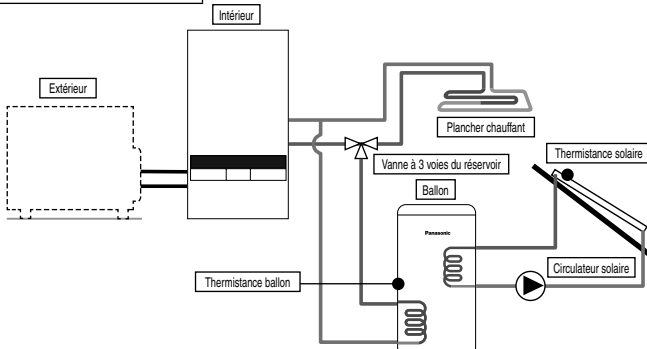 Intérieur
Extérieur
Plancher chauffant
Thermistance solaire
Vanne à 3 voies du réservoir
Ballon
Panasonic
Circulateur solaire
Thermistance ballon